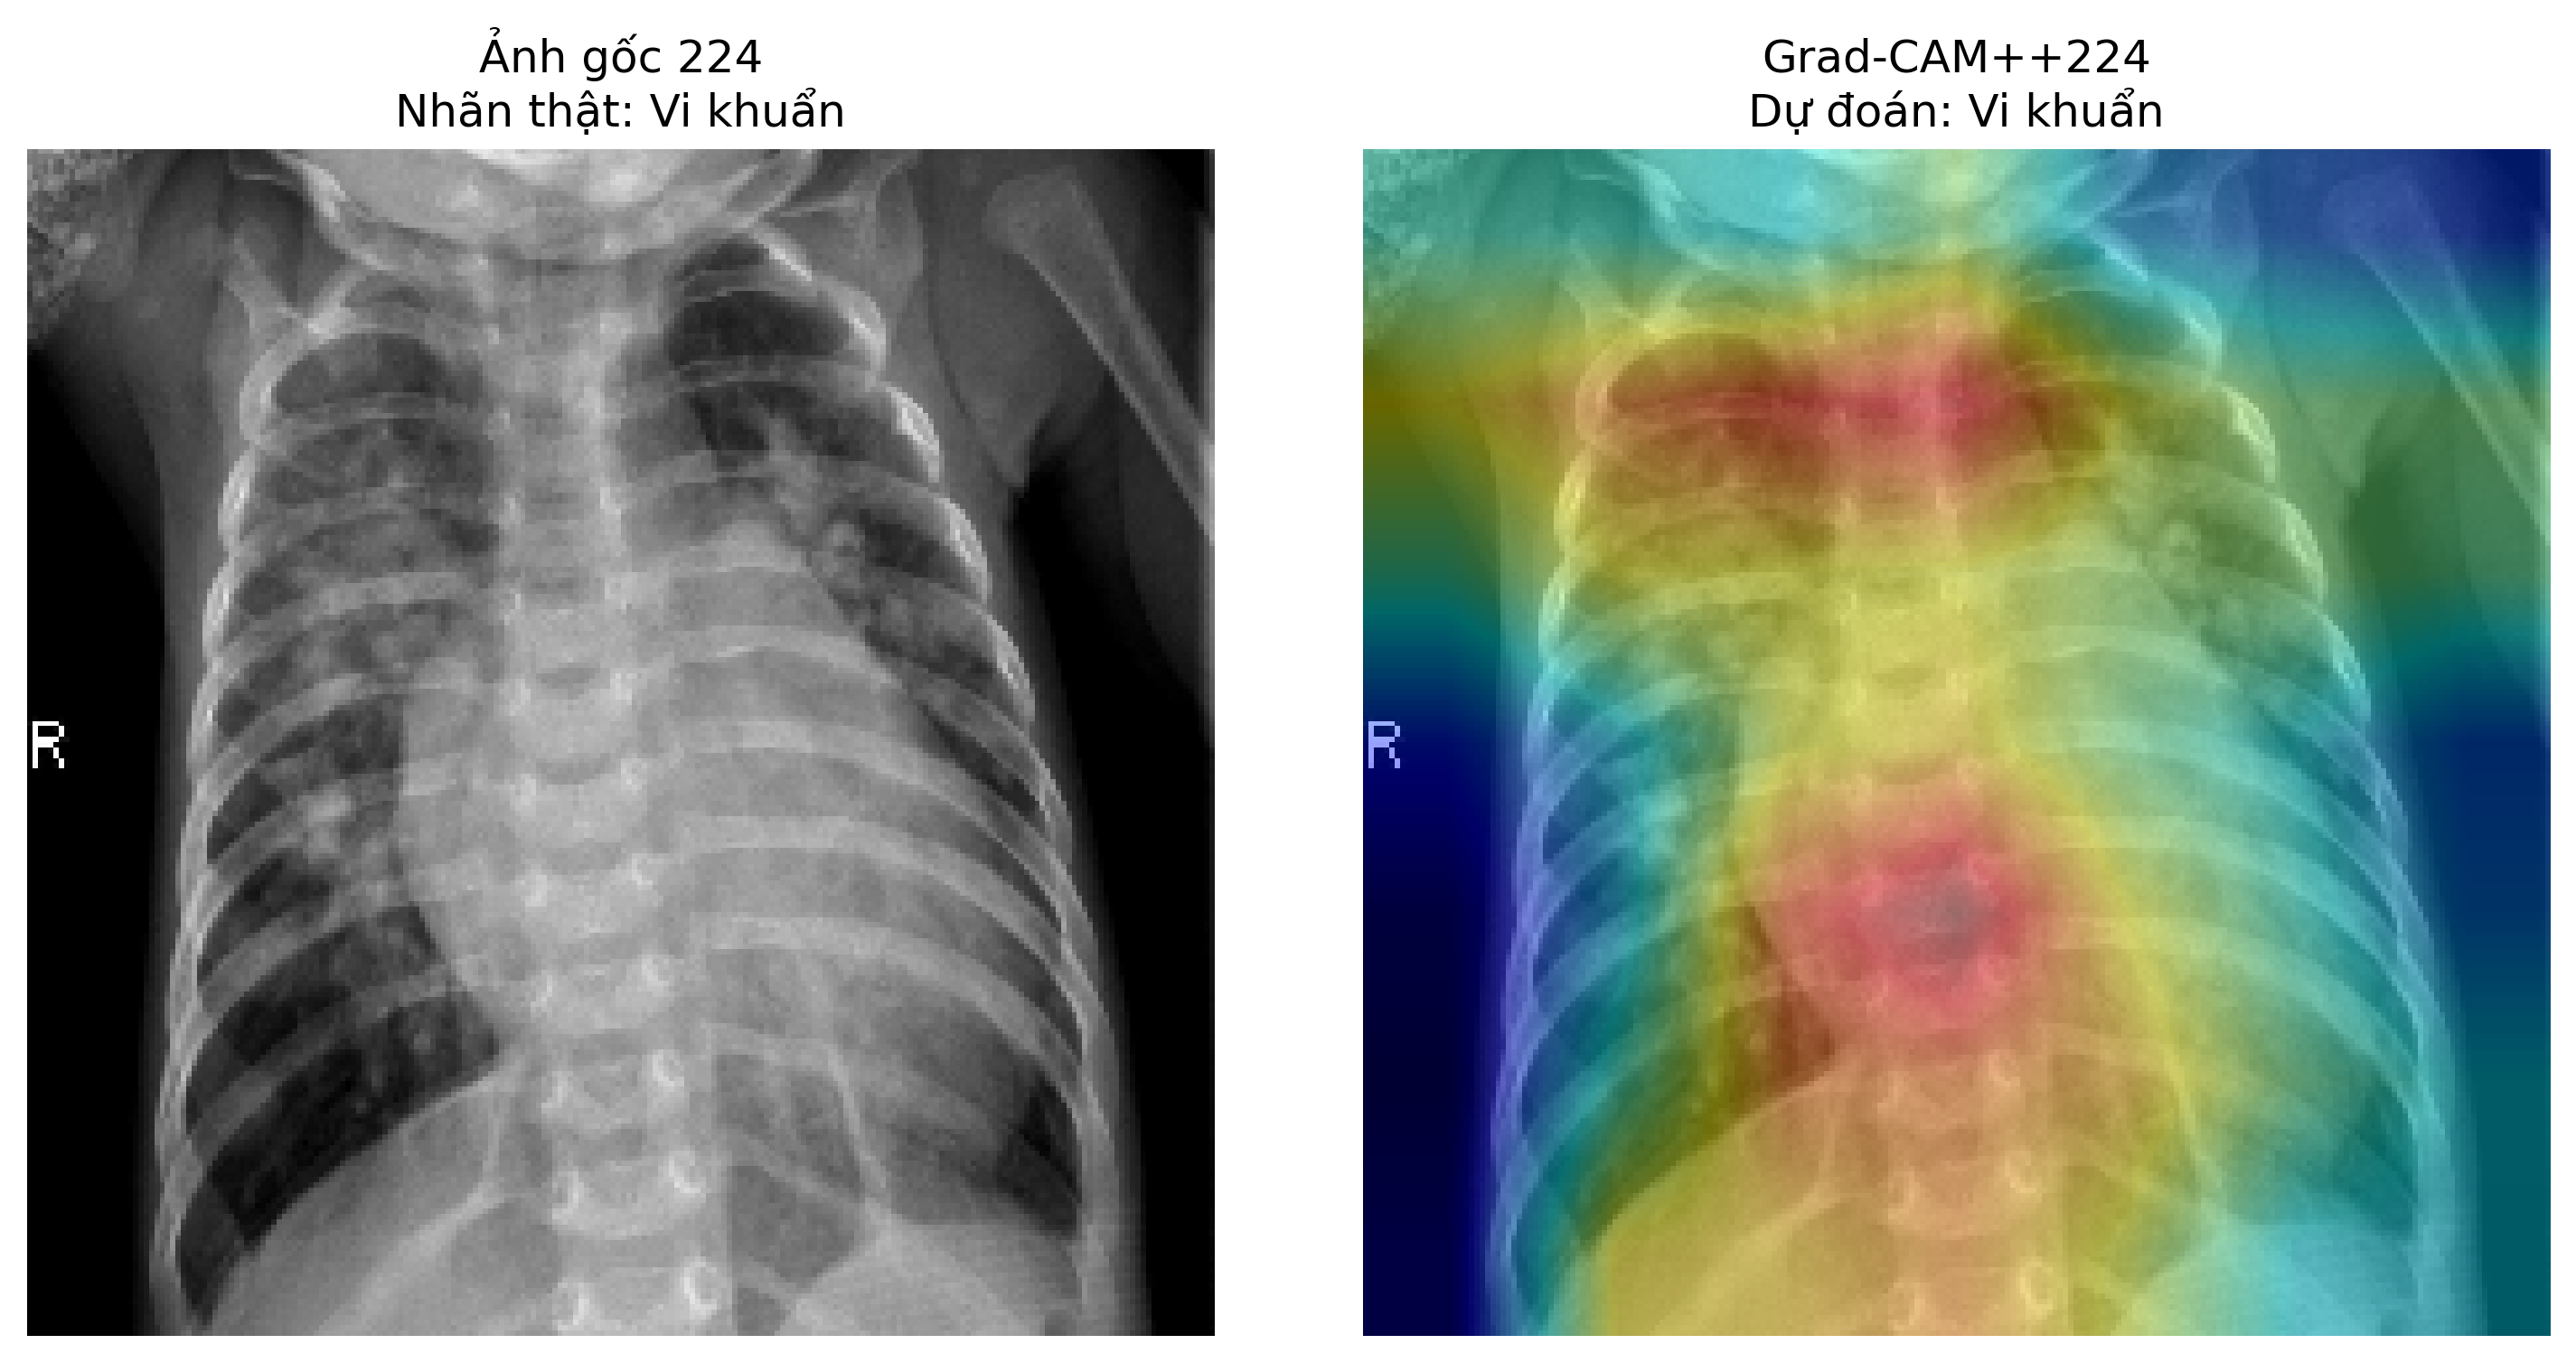 Ảnh gốc 224
Nhãn thật: Vi khuẩn
Grad-CAM++224
Dự đoán: Vi khuẩn
R
R